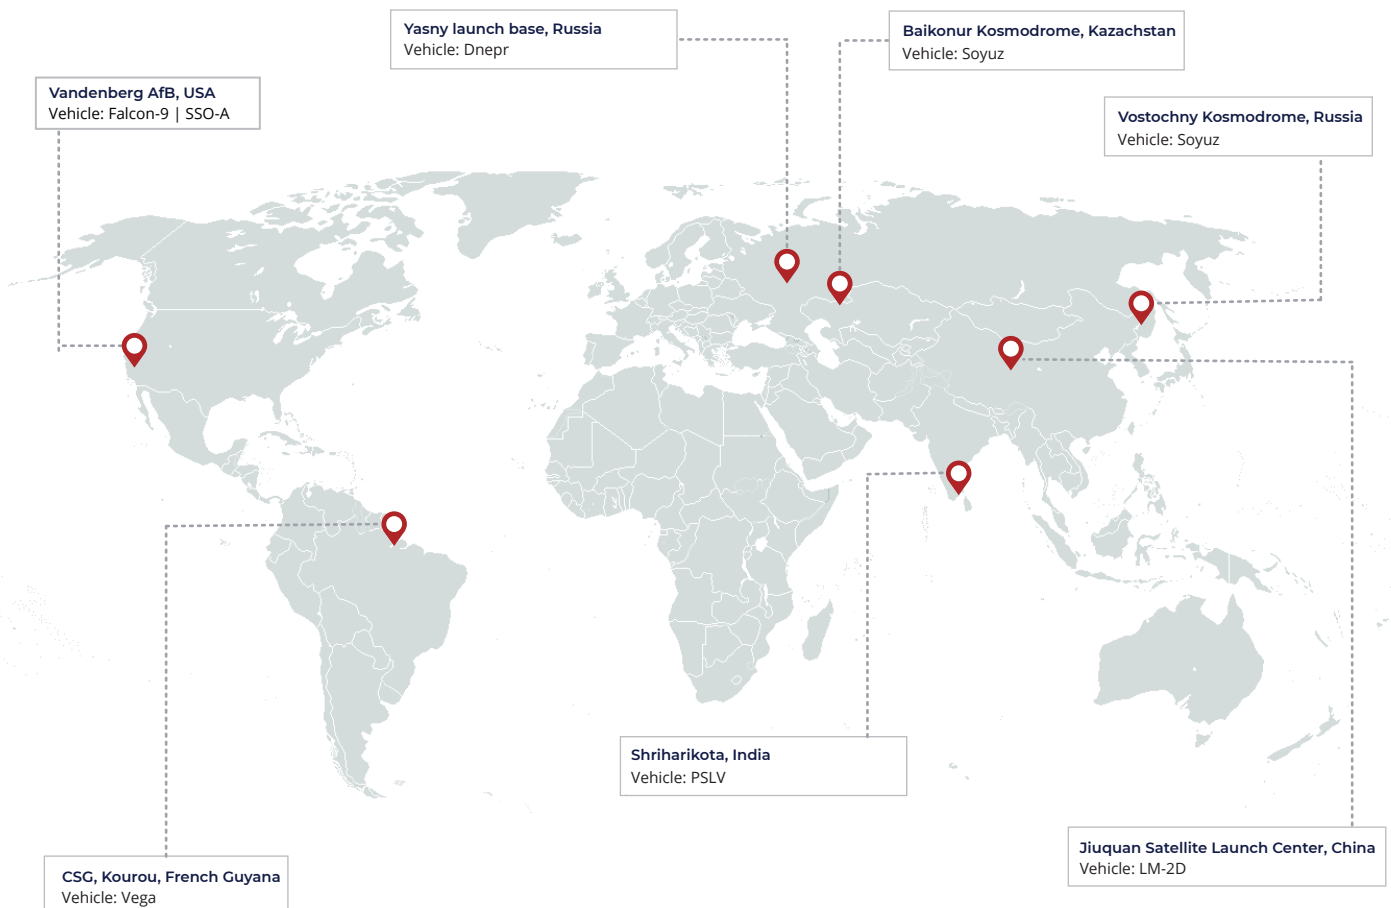 Yasny launch base, Russia
Vehicle: Dnepr
Baikonur Kosmodrome, Kazachstan
Vehicle: Soyuz
Vandenberg AfB, USA
Vehicle: Falcon-9 | SSO-A
Vostochny Kosmodrome, Russia
Vehicle: Soyuz
Shriharikota, India
Vehicle: PSLV
Jiuquan Satellite Launch Center, China
Vehicle: LM-2D
CSG, Kourou, French Guyana
Vehicle: Vega